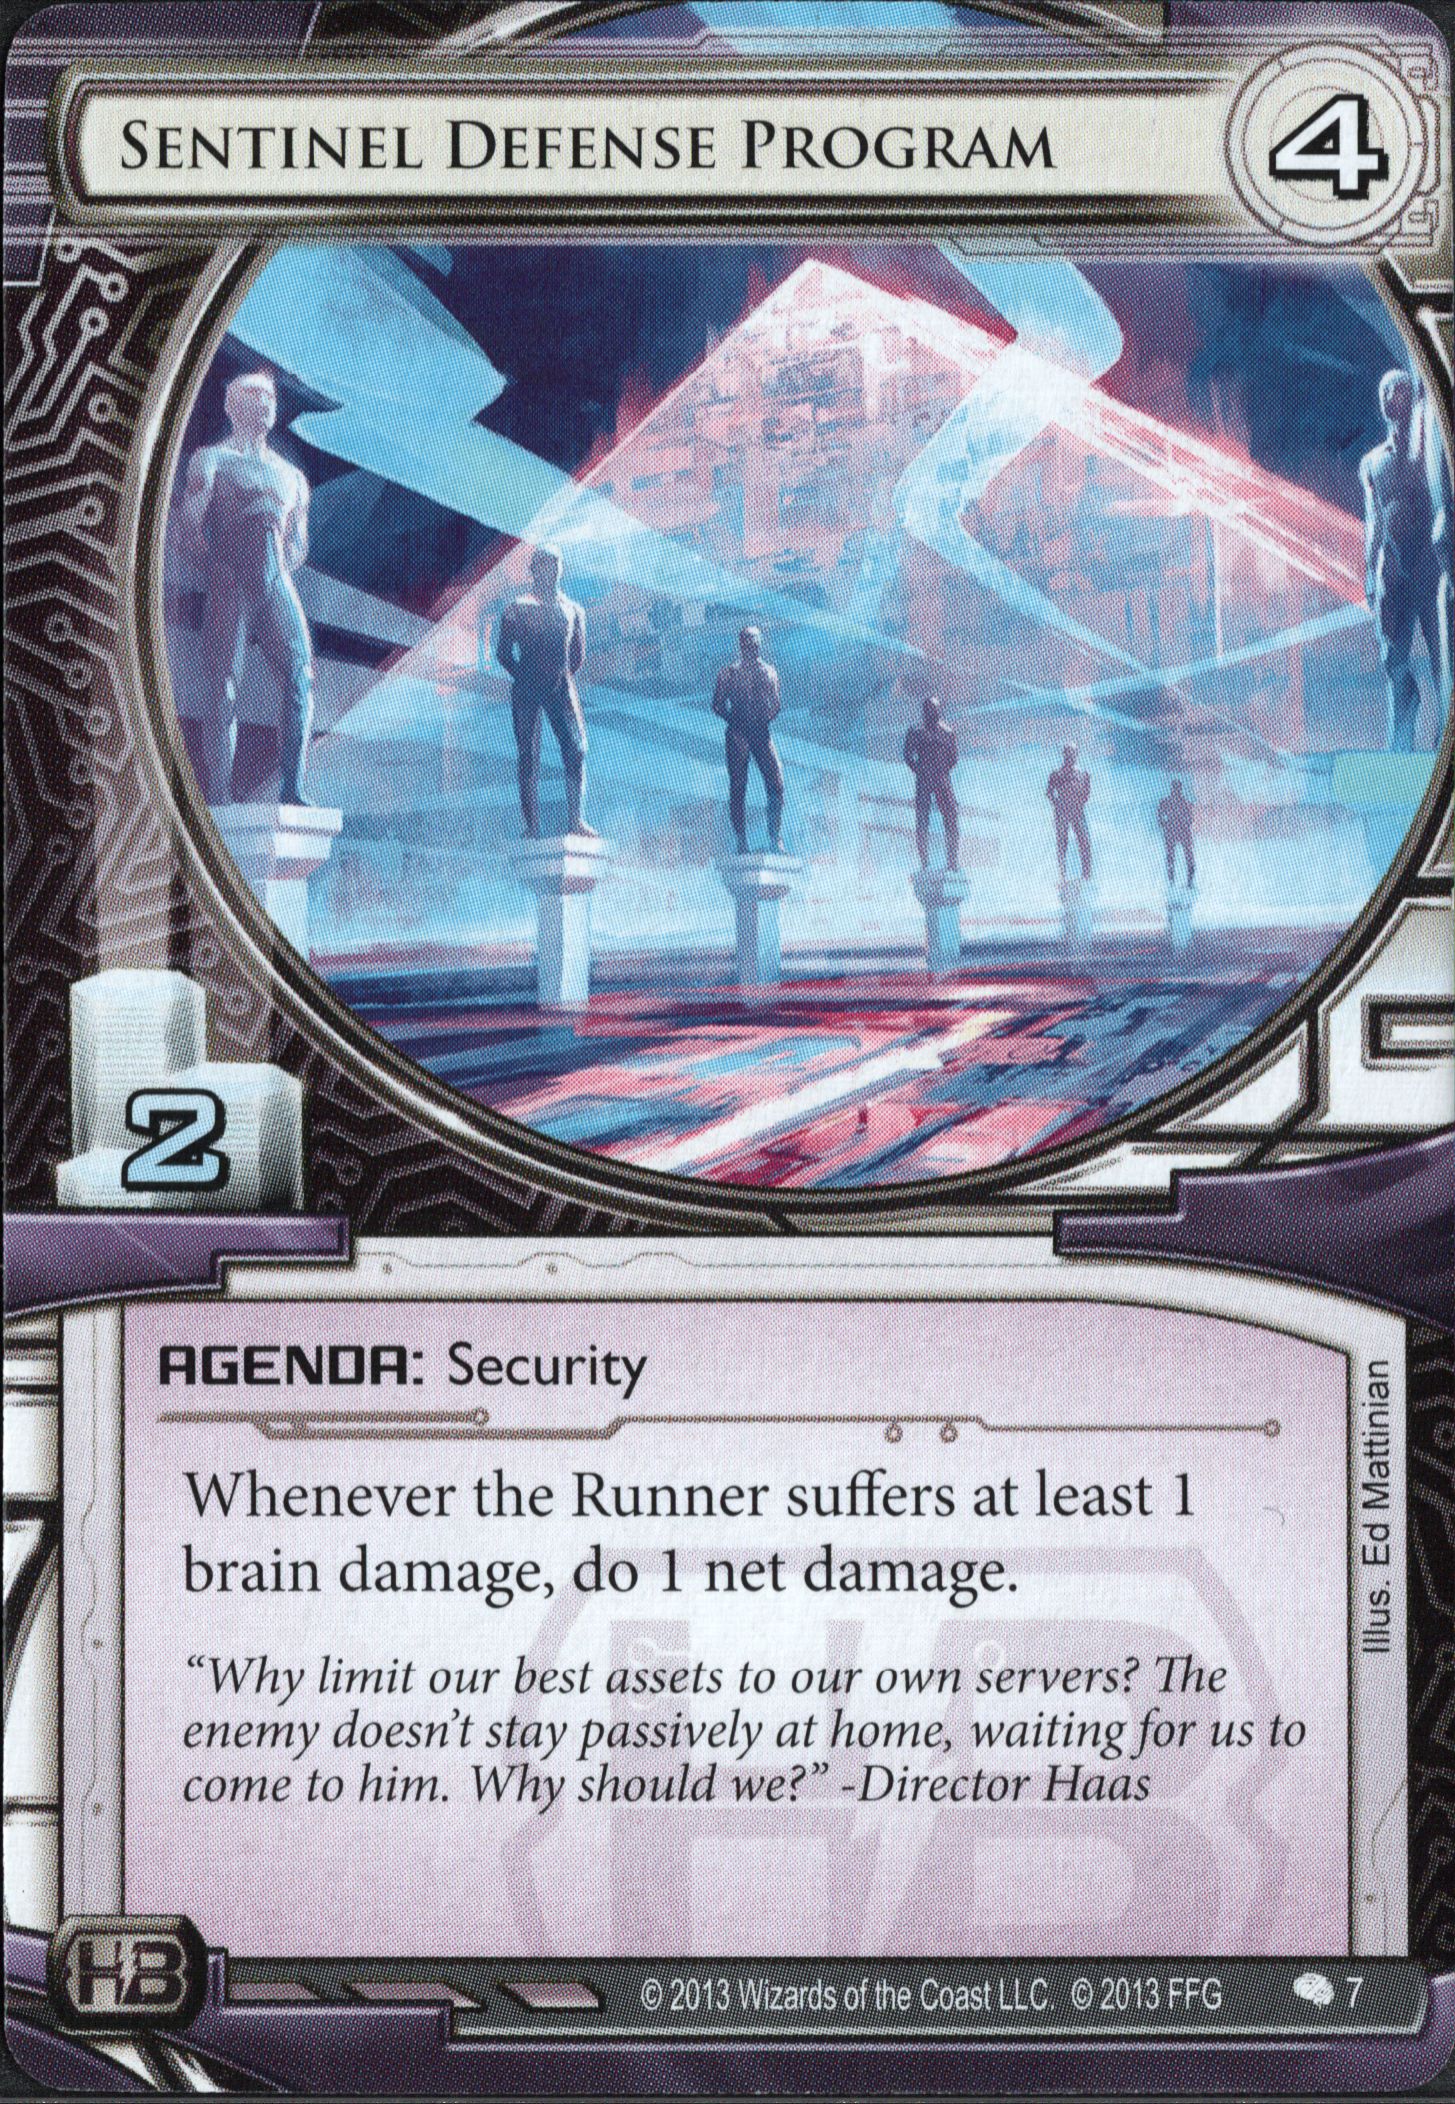 SENTINEL DEFENSE PROGRAM
4
2
AGENDA: Security
Whenever the Runner suffers at least 1
brain damage, do 1 net damage.
“Why limit our best assets to our own servers? The
enemy doesn’t stay passively at home, waiting for us to
come to him. Why should we?” -Director Haas
Illus. Ed Mattinian
HB
© 2013 Wizards of the Coast LLC. © 2013 FFG
7